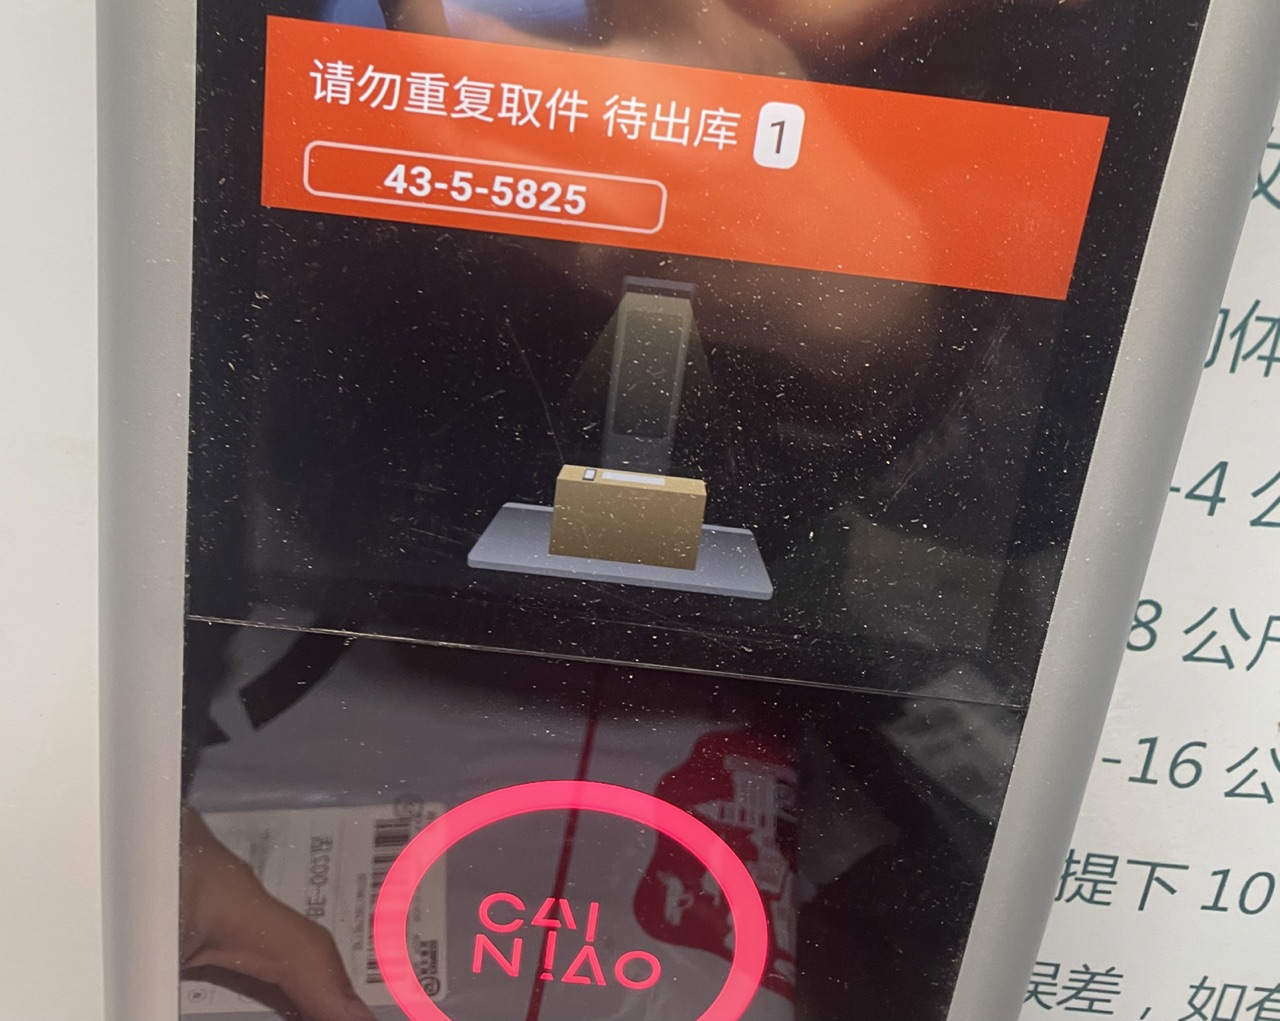 请勿重复取件 待出库 1
43-5-5825
-4 公
8 公
-16 公
提下 10
误差，如有
CAI
NIAO